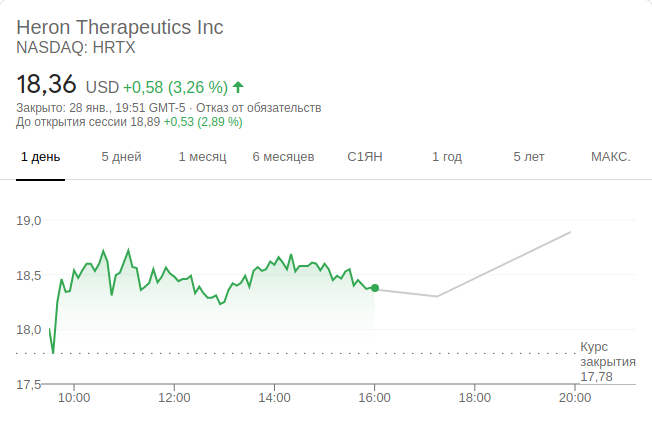 Heron Therapeutics Inc
NASDAQ: HRTX
18,36 USD +0,58 (3,26 %)
Закрыто: 28 янв., 19:51 GMT-5 · Отказ от обязательств
До открытия сессии 18,89 +0,53 (2,89 %)
1 день 5 дней 1 месяц 6 месяцев С1ЯН 1 год 5 лет МАКС.
19,0
18,5
18,0
Курс
закрытия
17,78
17,5
10:00 12:00 14:00 16:00 18:00 20:00